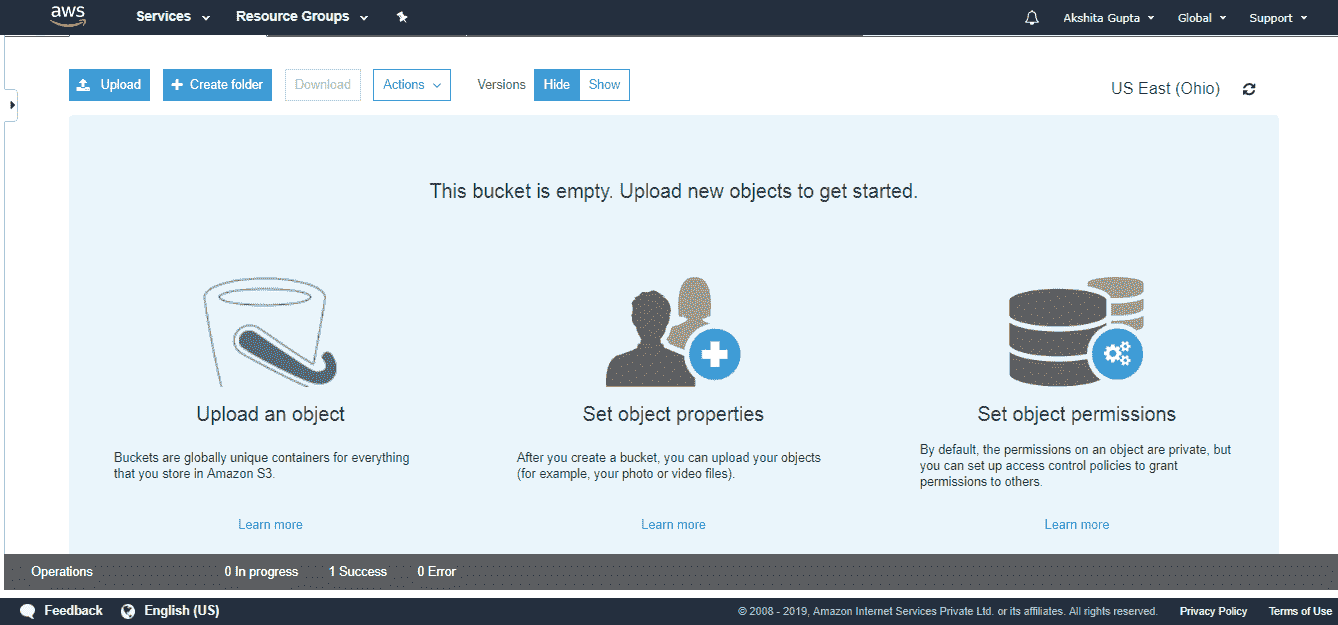 aws Services Resource Groups Akshita Gupta Global Support
Upload Create folder Download Actions Versions Hide Show US East (Ohio)
This bucket is empty. Upload new objects to get started.
Upload an object
Buckets are globally unique containers for everything
that you store in Amazon S3.
Learn more
Set object properties
After you create a bucket, you can upload your objects
(for example, your photo or video files).
Learn more
Set object permissions
By default, the permissions on an object are private, but
you can set up access control policies to grant
permissions to others.
Learn more
Operations 0 In progress 1 Success 0 Error
Feedback English (US) © 2008 - 2019, Amazon Internet Services Private Ltd. or its affiliates. All rights reserved. Privacy Policy Terms of Use